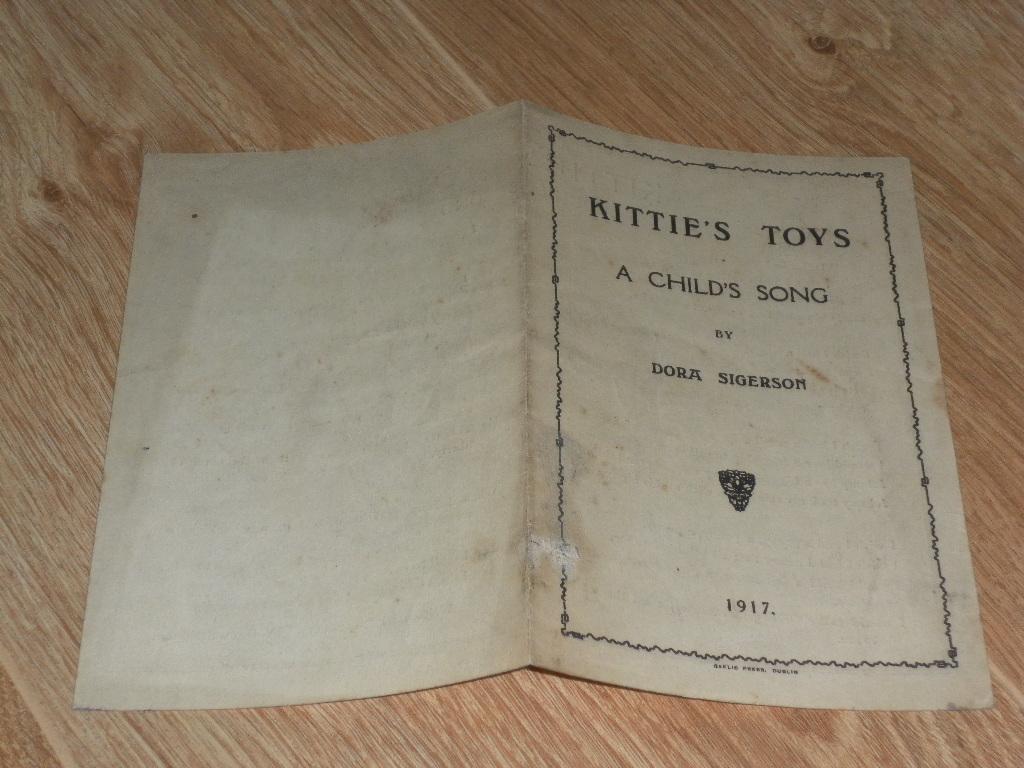 KITTIE'S TOYS
A CHILD'S SONG
BY
DORA SIGERSON
1917.
GAELIC PRESS, DUBLIN